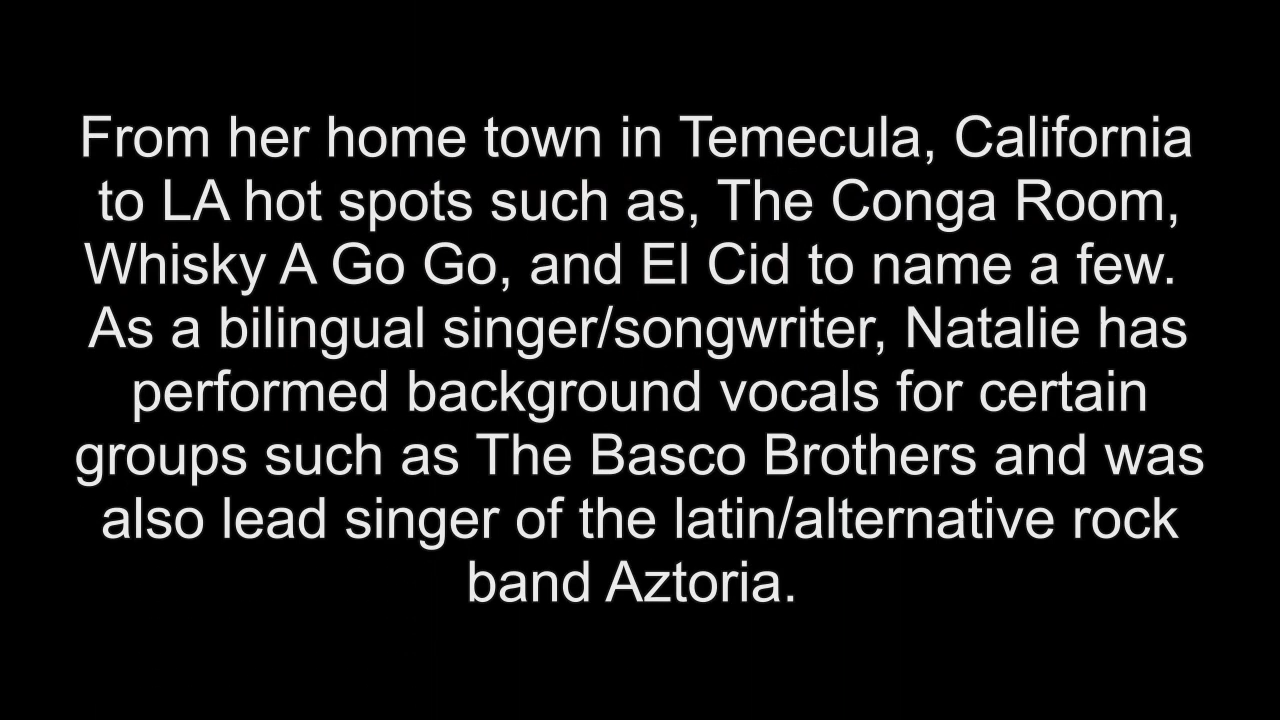 From her home town in Temecula, California
to LA hot spots such as, The Conga Room,
Whisky A Go Go, and El Cid to name a few.
As a bilingual singer/songwriter, Natalie has
performed background vocals for certain
groups such as The Basco Brothers and was
also lead singer of the latin/alternative rock
band Aztoria.